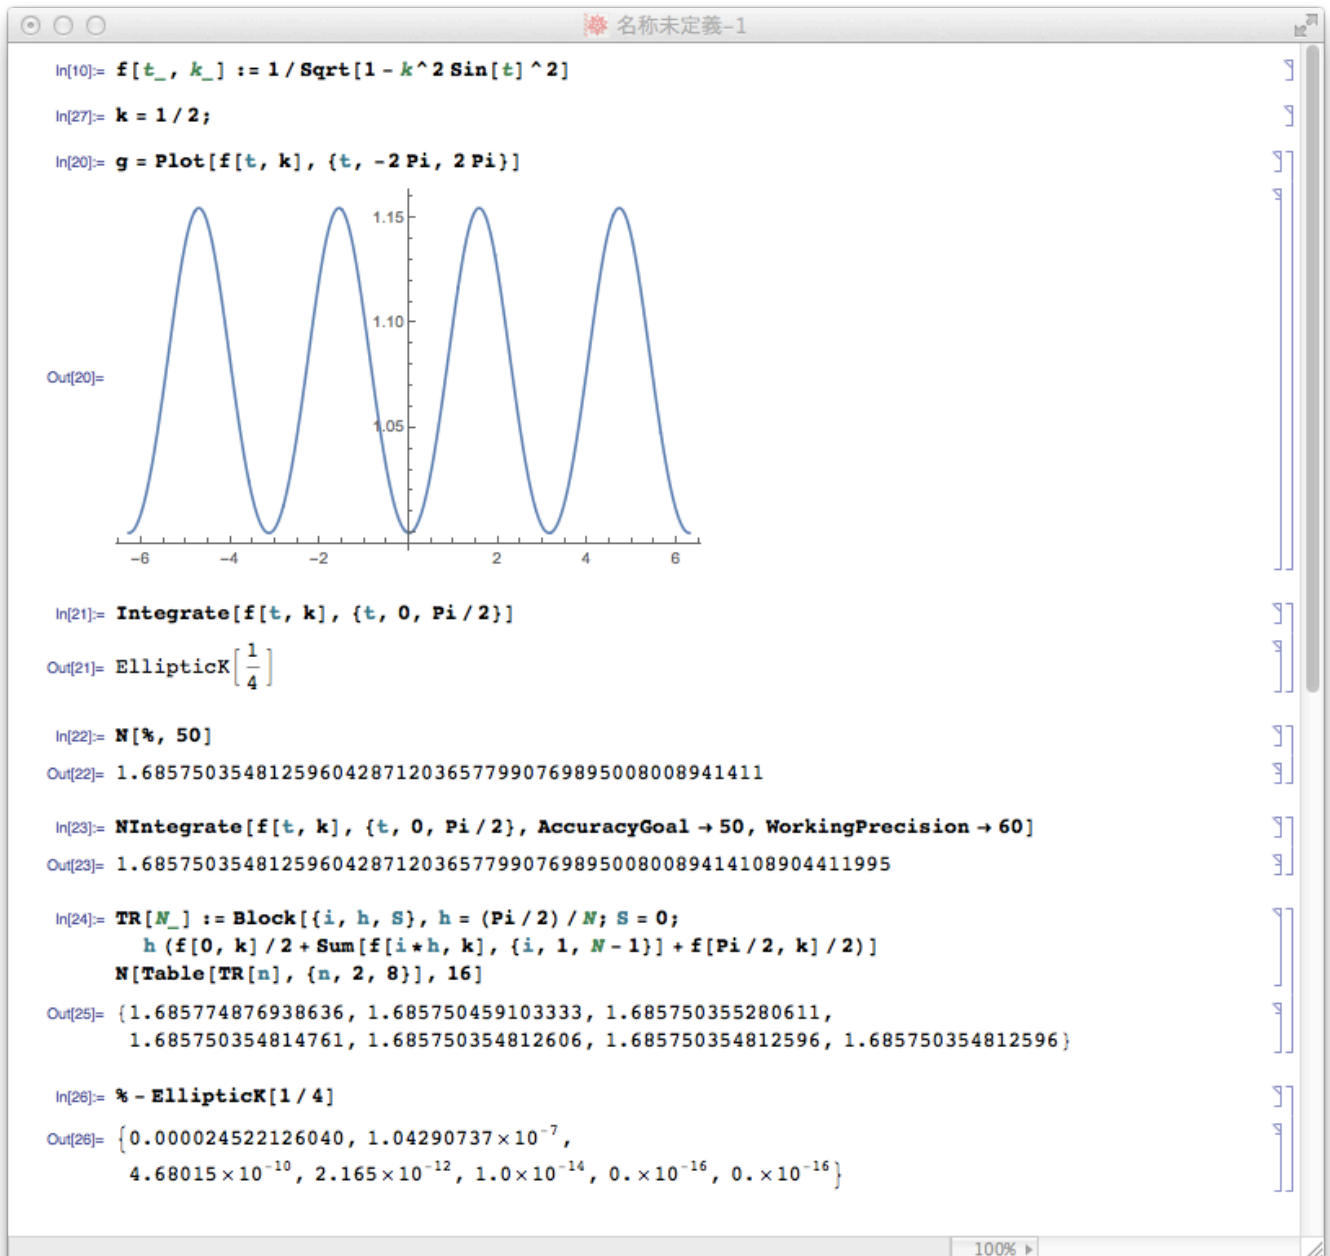 名称未定義-1
In[10]:= f[t_, k_] := 1 / Sqrt[1 - k^2 Sin[t]^2]
In[27]:= k = 1 / 2;
In[20]:= g = Plot[f[t, k], {t, -2 Pi, 2 Pi}]
1.15
1.10
Out[20]=
1.05
-6 -4 -2 2 4 6
In[21]:= Integrate[f[t, k], {t, 0, Pi / 2}]
Out[21]= EllipticK[1/4]
In[22]:= N[%, 50]
Out[22]= 1.6857503548125960428712036577990769895008008941411
In[23]:= NIntegrate[f[t, k], {t, 0, Pi / 2}, AccuracyGoal → 50, WorkingPrecision → 60]
Out[23]= 1.68575035481259604287120365779907698950080089414108904411995
In[24]:= TR[N_] := Block[{i, h, S}, h = (Pi / 2) / N; S = 0;
h (f[0, k] / 2 + Sum[f[i * h, k], {i, 1, N - 1}] + f[Pi / 2, k] / 2)]
N[Table[TR[n], {n, 2, 8}], 16]
Out[25]= {1.685774876938636, 1.685750459103333, 1.685750355280611,
1.685750354814761, 1.685750354812606, 1.685750354812596, 1.685750354812596}
In[26]:= % - EllipticK[1 / 4]
Out[26]= {0.000024522126040, 1.04290737×10⁻⁷,
4.68015×10⁻¹⁰, 2.165×10⁻¹², 1.0×10⁻¹⁴, 0.×10⁻¹⁶, 0.×10⁻¹⁶}
100%